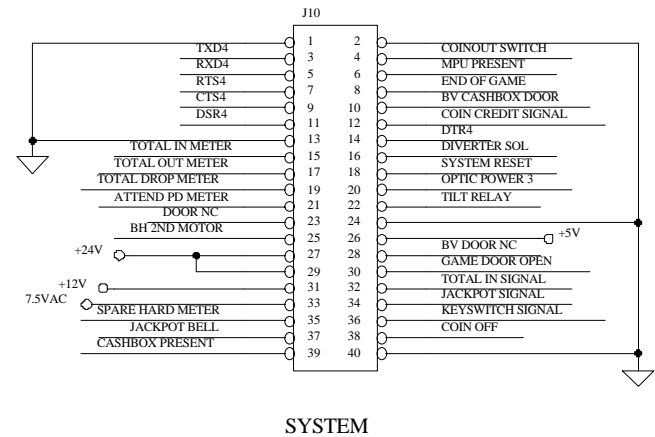 J10
1 2
TXD4 3 4 COINOUT SWITCH
RXD4 5 6 MPU PRESENT
RTS4 7 8 END OF GAME
CTS4 9 10 BV CASHBOX DOOR
DSR4 11 12 COIN CREDIT SIGNAL
13 14 DTR4
TOTAL IN METER 15 16 DIVERTER SOL
TOTAL OUT METER 17 18 SYSTEM RESET
TOTAL DROP METER 19 20 OPTIC POWER 3
ATTEND PD METER 21 22 TILT RELAY
DOOR NC 23 24
BH 2ND MOTOR 25 26 +5V
+24V 27 28 BV DOOR NC
29 30 GAME DOOR OPEN
+12V 31 32 TOTAL IN SIGNAL
7.5VAC 33 34 JACKPOT SIGNAL
SPARE HARD METER 35 36 KEYSWITCH SIGNAL
JACKPOT BELL 37 38 COIN OFF
CASHBOX PRESENT 39 40
SYSTEM